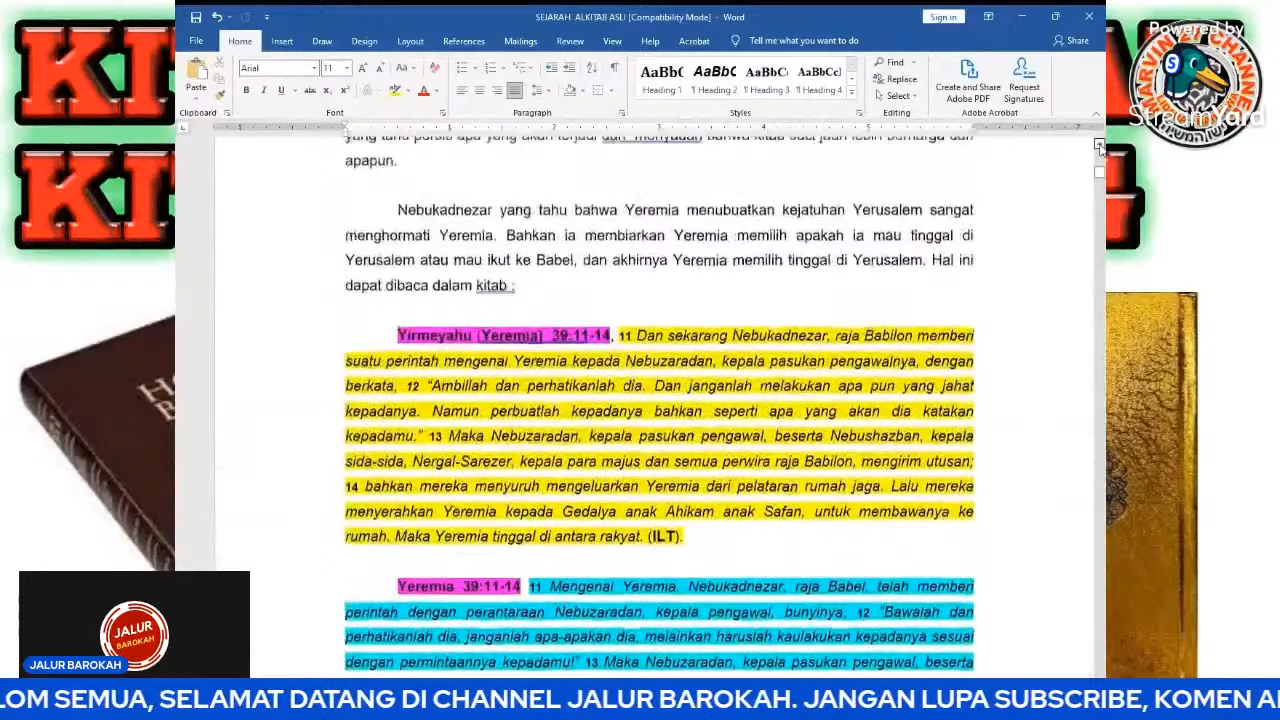 SEJARAH ALKITAB ASLI [Compatibility Mode] - Word
Sign in
File Home Insert Draw Design Layout References Mailings Review View Help Acrobat Tell me what you want to do Share
Paste
Clipboard
Arial 11
Font
Paragraph
AaBbC AaBbC AaBbCc AaBbCc
Heading 1 ¶ Heading 2 ¶ Heading 3 ¶ Heading 4
Styles
Find
Replace
Select
Editing
Create and Share Adobe PDF
Request Signatures
Adobe Acrobat
Powered by
StreamYard
MARVIN 27 CHANNEL
apapun.
Nebukadnezar yang tahu bahwa Yeremia menubuatkan kejatuhan Yerusalem sangat
menghormati Yeremia. Bahkan ia membiarkan Yeremia memilih apakah ia mau tinggal di
Yerusalem atau mau ikut ke Babel, dan akhirnya Yeremia memilih tinggal di Yerusalem. Hal ini
dapat dibaca dalam kitab :
Yirmeyahu (Yeremia) 39:11-14, 11 Dan sekarang Nebukadnezar, raja Babilon memberi
suatu perintah mengenai Yeremia kepada Nebuzaradan, kepala pasukan pengawalnya, dengan
berkata, 12 “Ambillah dan perhatikanlah dia. Dan janganlah melakukan apa pun yang jahat
kepadanya. Namun perbuatlah kepadanya bahkan seperti apa yang akan dia katakan
kepadamu.” 13 Maka Nebuzaradan, kepala pasukan pengawal, beserta Nebushazban, kepala
sida-sida, Nergal-Sarezer, kepala para majus dan semua perwira raja Babilon, mengirim utusan;
14 bahkan mereka menyuruh mengeluarkan Yeremia dari pelataran rumah jaga. Lalu mereka
menyerahkan Yeremia kepada Gedalya anak Ahikam anak Safan, untuk membawanya ke
rumah. Maka Yeremia tinggal di antara rakyat. (ILT).
Yeremia 39:11-14 11 Mengenai Yeremia, Nebukadnezar, raja Babel, telah memberi
perintah dengan perantaraan Nebuzaradan, kepala pengawal, bunyinya, 12 “Bawalah dan
perhatikanlah dia, janganlah apa-apakan dia, melainkan haruslah kaulakukan kepadanya sesuai
dengan permintaannya kepadamu!” 13 Maka Nebuzaradan, kepala pasukan pengawal, beserta
JALUR
BAROKAH
JALUR BAROKAH
LOM SEMUA, SELAMAT DATANG DI CHANNEL JALUR BAROKAH. JANGAN LUPA SUBSCRIBE, KOMEN